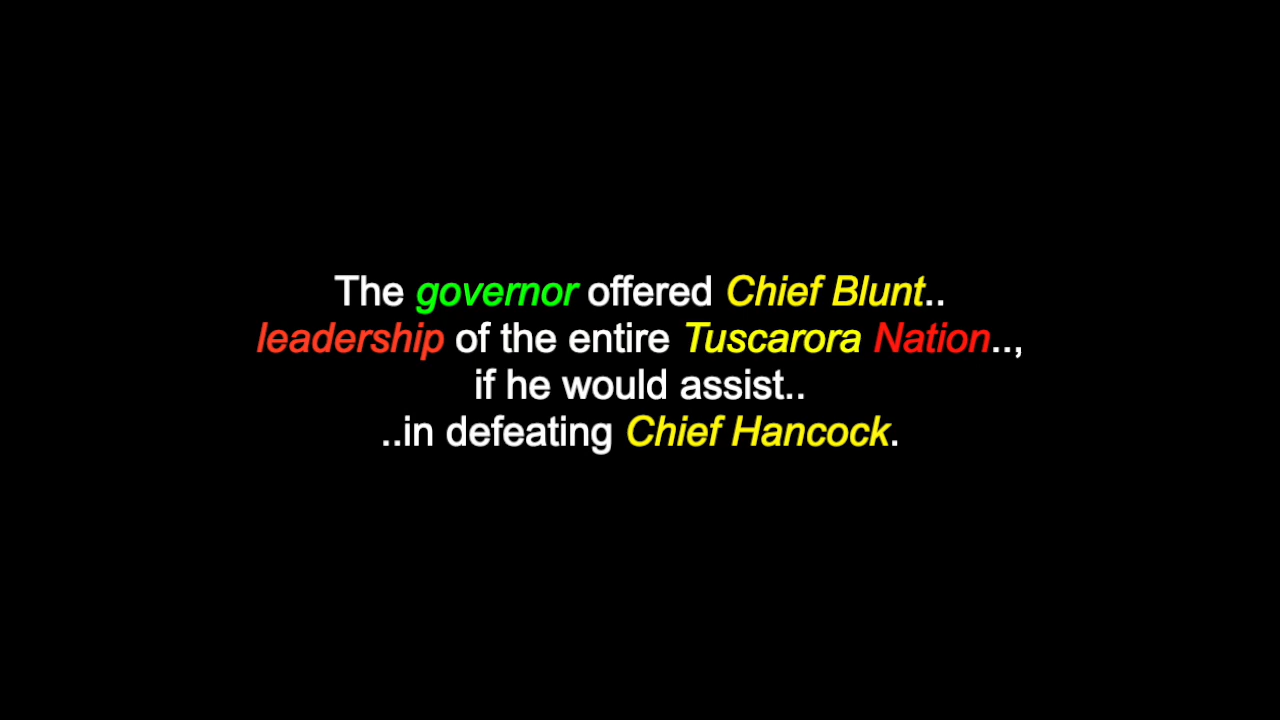 The governor offered Chief Blunt..
leadership of the entire Tuscarora Nation..,
if he would assist..
..in defeating Chief Hancock.